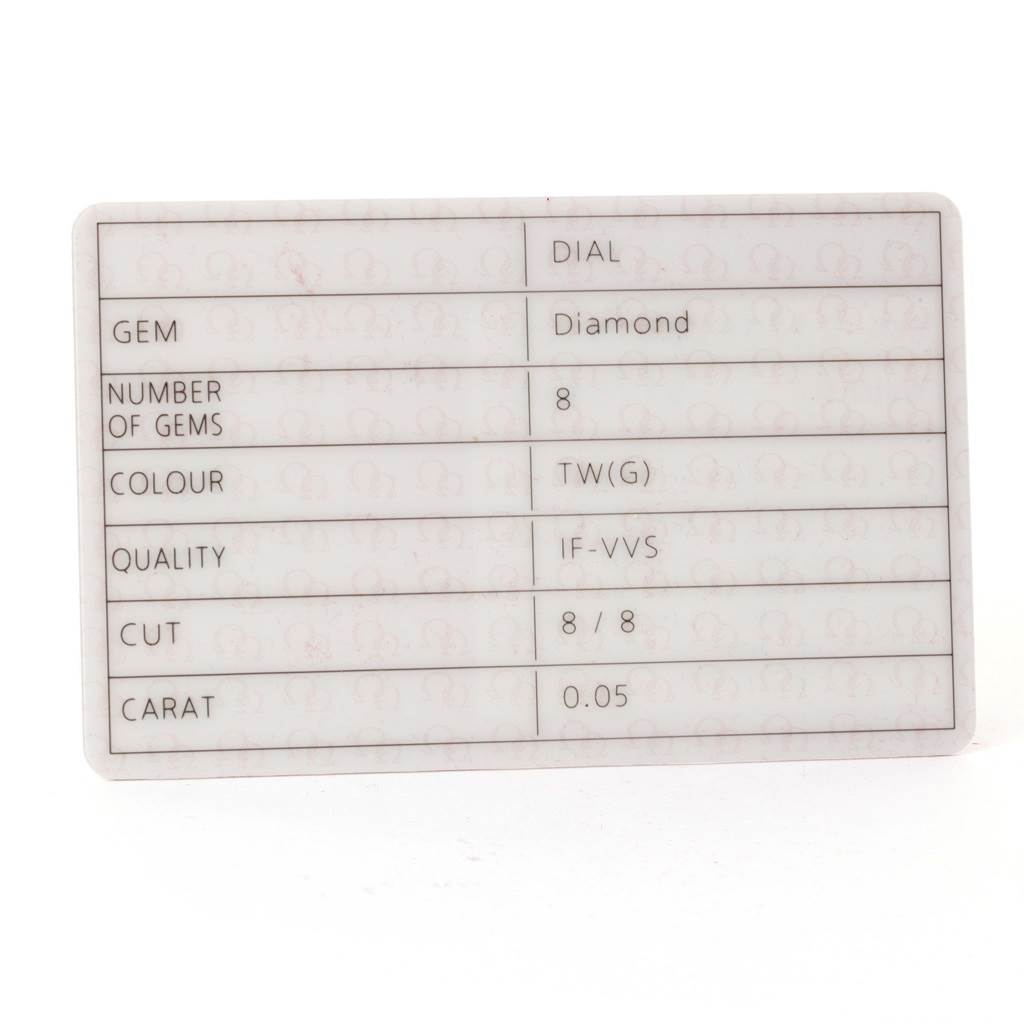 DIAL
GEM Diamond
NUMBER
OF GEMS 8
COLOUR TW(G)
QUALITY IF-VVS
CUT 8 / 8
CARAT 0.05